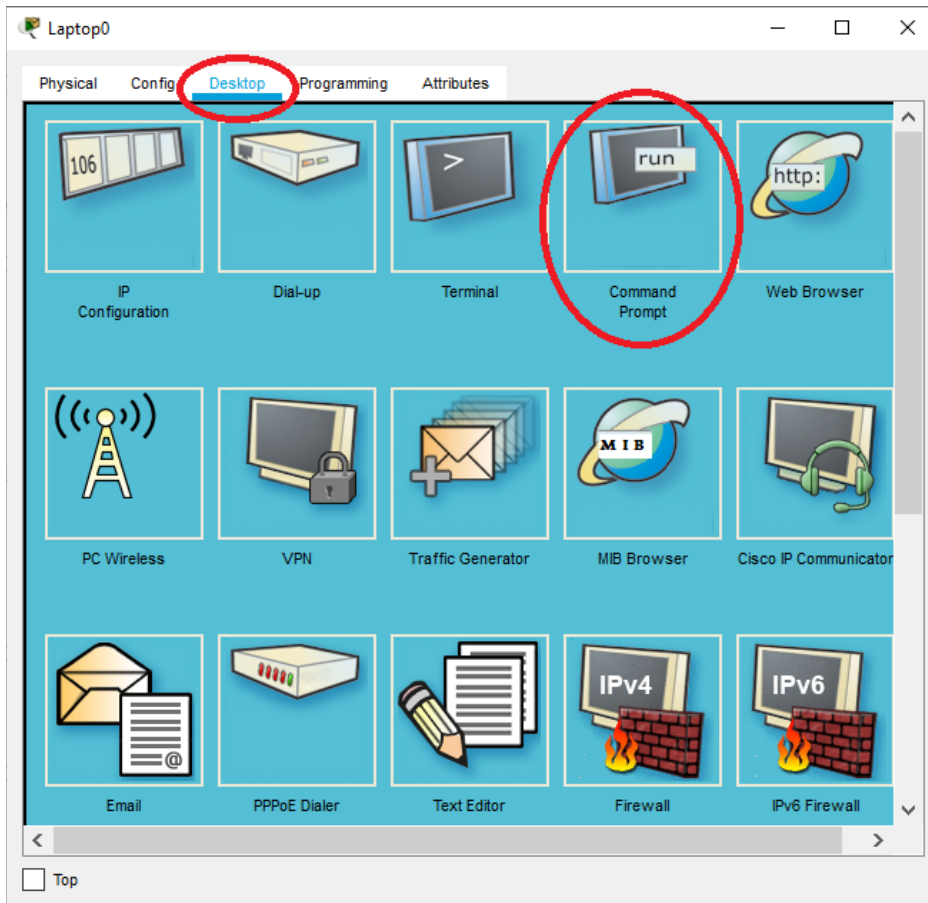 Laptop0
Physical Config Desktop Programming Attributes
106
>
run
http:
IP
Configuration
Dial-up
Terminal
Command
Prompt
Web Browser
MIB
PC Wireless
VPN
Traffic Generator
MIB Browser
Cisco IP Communicator
@
IPv4
IPv6
Email
PPPoE Dialer
Text Editor
Firewall
IPv6 Firewall
Top